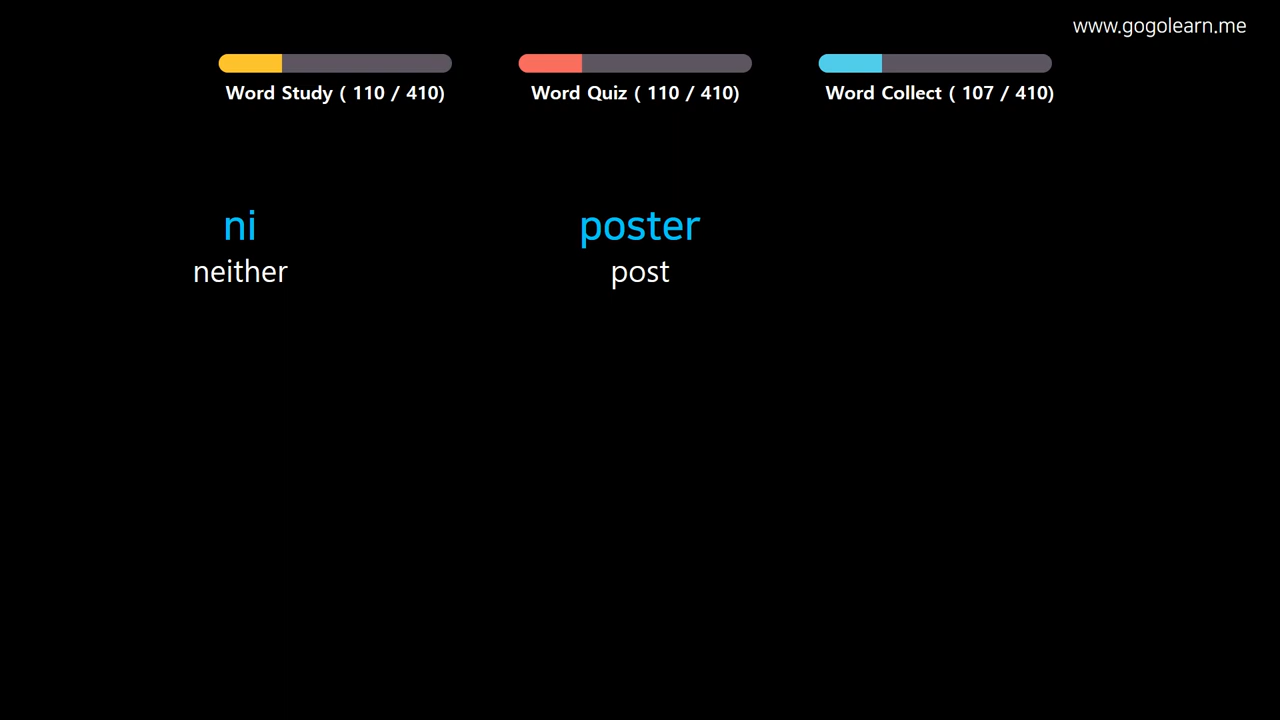 www.gogolearn.me
Word Study ( 110 / 410)
Word Quiz ( 110 / 410)
Word Collect ( 107 / 410)
ni
neither
poster
post